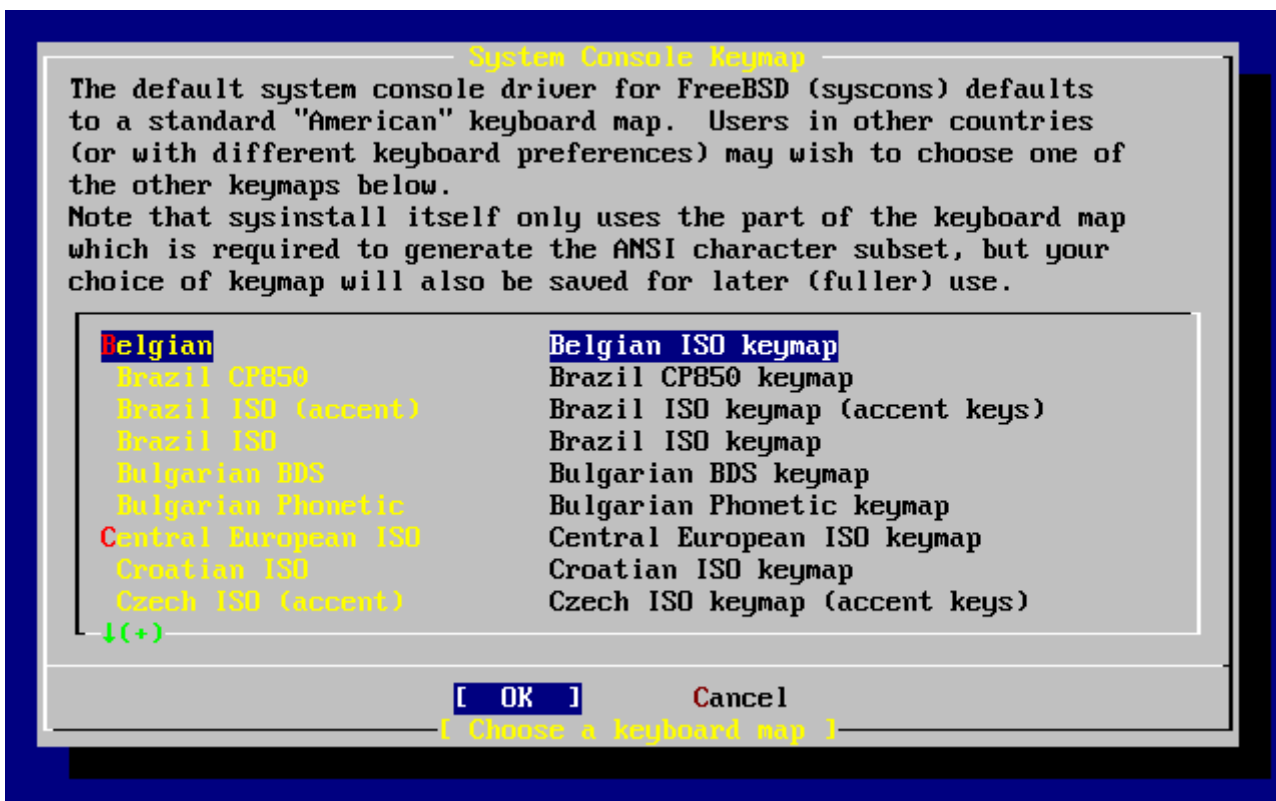 System Console Keymap
The default system console driver for FreeBSD (syscons) defaults
to a standard "American" keyboard map.  Users in other countries
(or with different keyboard preferences) may wish to choose one of
the other keymaps below.
Note that sysinstall itself only uses the part of the keyboard map
which is required to generate the ANSI character subset, but your
choice of keymap will also be saved for later (fuller) use.
Belgian Belgian ISO keymap
Brazil CP850 Brazil CP850 keymap
Brazil ISO (accent) Brazil ISO keymap (accent keys)
Brazil ISO Brazil ISO keymap
Bulgarian BDS Bulgarian BDS keymap
Bulgarian Phonetic Bulgarian Phonetic keymap
Central European ISO Central European ISO keymap
Croatian ISO Croatian ISO keymap
Czech ISO (accent) Czech ISO keymap (accent keys)
↓(+)
[ OK ] Cancel
[ Choose a keyboard map ]